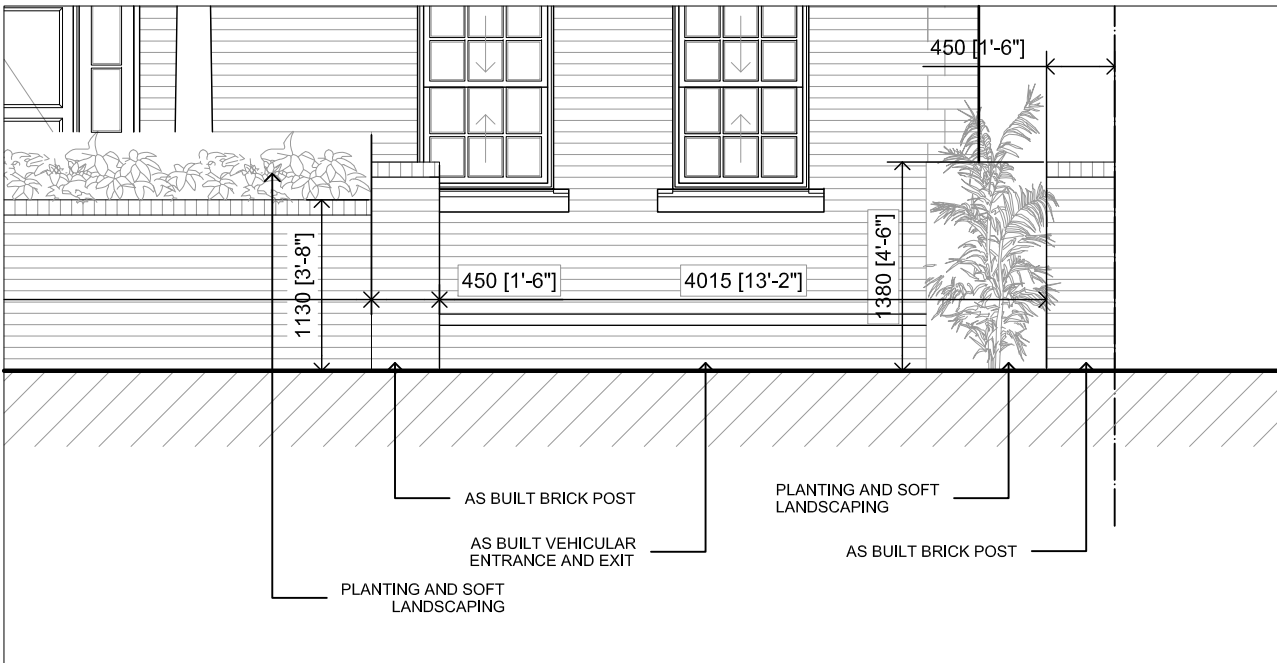 450 [1'-6"]
1130 [3'-8"]
450 [1'-6"]
4015 [13'-2"]
1380 [4'-6"]
AS BUILT BRICK POST
PLANTING AND SOFT
LANDSCAPING
AS BUILT VEHICULAR
ENTRANCE AND EXIT
AS BUILT BRICK POST
PLANTING AND SOFT
LANDSCAPING